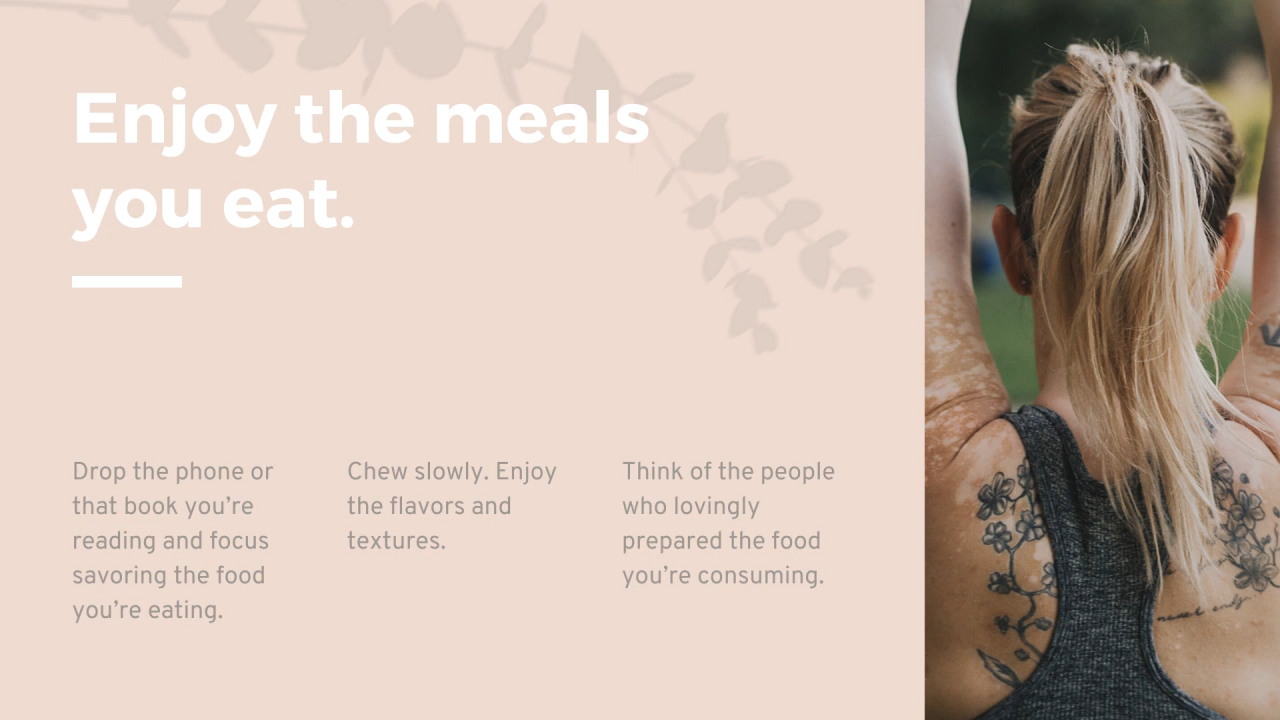 Enjoy the meals
you eat.
Drop the phone or
that book you’re
reading and focus
savoring the food
you’re eating.
Chew slowly. Enjoy
the flavors and
textures.
Think of the people
who lovingly
prepared the food
you’re consuming.